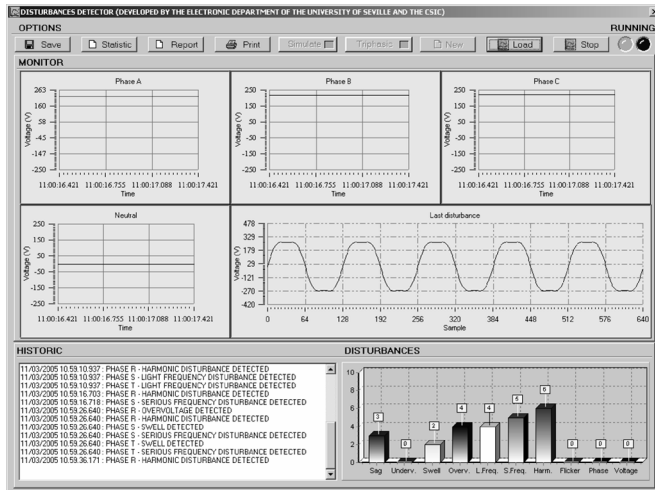 DISTURBANCES DETECTOR (DEVELOPED BY THE ELECTRONIC DEPARTMENT OF THE UNIVERSITY OF SEVILLE AND THE CSIC)
OPTIONS RUNNING
Save Statistic Report Print Simulate Triphasic New Load Stop
MONITOR
Phase A
263
160
58
-45
-147
-250
Voltage (V)
11:00:16.421 11:00:16.755 11:00:17.088 11:00:17.421
Time
Phase B
250
150
50
-50
-150
-250
Voltage (V)
11:00:16.421 11:00:16.755 11:00:17.088 11:00:17.421
Time
Phase C
250
150
50
-50
-150
-250
Voltage (V)
11:00:16.421 11:00:16.755 11:00:17.088 11:00:17.421
Time
Neutral
250
150
50
-50
-150
-250
Voltage (V)
11:00:16.421 11:00:16.755 11:00:17.088 11:00:17.421
Time
Last disturbance
478
329
179
29
-121
-270
-420
Voltage (V)
0 64 128 192 256 320 384 448 512 576 640
Sample
HISTORIC
11/03/2005 10.59.10.937 : PHASE R - HARMONIC DISTURBANCE DETECTED
11/03/2005 10.59.10.937 : PHASE S - LIGHT FREQUENCY DISTURBANCE DETECTED
11/03/2005 10.59.10.937 : PHASE T - LIGHT FREQUENCY DISTURBANCE DETECTED
11/03/2005 10.59.16.703 : PHASE R - HARMONIC DISTURBANCE DETECTED
11/03/2005 10.59.16.718 : PHASE S - SERIOUS FREQUENCY DISTURBANCE DETECTED
11/03/2005 10.59.26.640 : PHASE R - OVERVOLTAGE DETECTED
11/03/2005 10.59.26.640 : PHASE R - HARMONIC DISTURBANCE DETECTED
11/03/2005 10.59.26.640 : PHASE S - SWELL DETECTED
11/03/2005 10.59.26.640 : PHASE S - SERIOUS FREQUENCY DISTURBANCE DETECTED
11/03/2005 10.59.26.640 : PHASE T - SWELL DETECTED
11/03/2005 10.59.26.640 : PHASE T - SERIOUS FREQUENCY DISTURBANCE DETECTED
11/03/2005 10.59.36.171 : PHASE R - HARMONIC DISTURBANCE DETECTED
DISTURBANCES
10
8
6
4
2
0
3 0 2 4 4 5 6 0 0 0
Sag Underv. Swell Overv. L.Freq. S.Freq. Harm. Flicker Phase Voltage